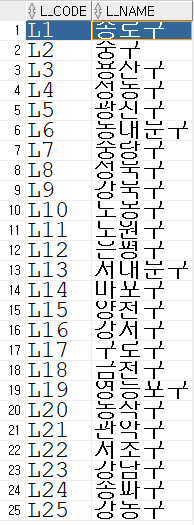 L_CODE L_NAME
1 L1 종로구
2 L2 중구
3 L3 용산구
4 L4 성동구
5 L5 광진구
6 L6 동대문구
7 L7 중랑구
8 L8 성북구
9 L9 강북구
10 L10 도봉구
11 L11 노원구
12 L12 은평구
13 L13 서대문구
14 L14 마포구
15 L15 양천구
16 L16 강서구
17 L17 구로구
18 L18 금천구
19 L19 영등포구
20 L20 동작구
21 L21 관악구
22 L22 서초구
23 L23 강남구
24 L24 송파구
25 L25 강동구